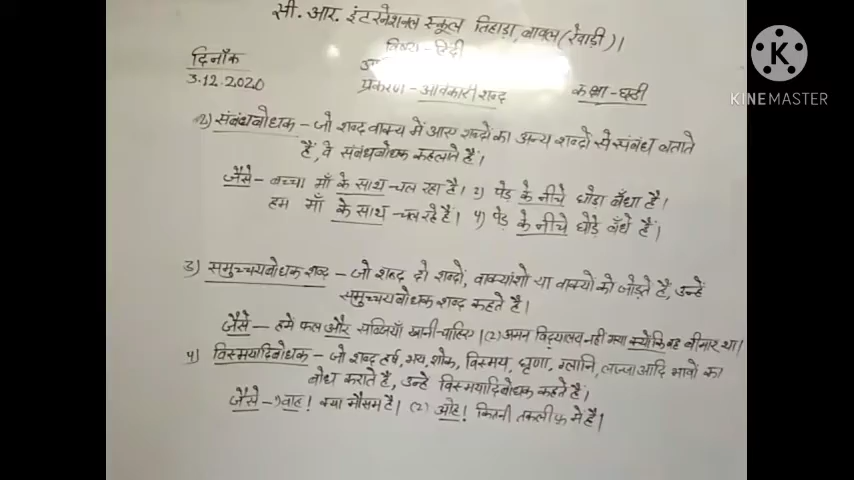 सी. आर. इंटरनेशनल स्कूल तिहाड़ा, बावल (रेवाड़ी)।
विषय - हिंदी
दिनाँक
3.12.2020
प्रकरण - अविकारी शब्द
कक्षा - छठी
2) संबंधबोधक - जो शब्द वाक्य में आए शब्दों का अन्य शब्दों से संबंध बताते
हैं, वे संबंधबोधक कहलाते हैं।
जैसे - बच्चा माँ के साथ चल रहा है। 3) पेड़ के नीचे घोड़ा बँधा है।
हम माँ के साथ चल रहे हैं। 4) पेड़ के नीचे घोड़े बँधे हैं।
3) समुच्चयबोधक शब्द - जो शब्द दो शब्दों, वाक्यांशों या वाक्यों को जोड़ते हैं, उन्हें
समुच्चयबोधक शब्द कहते हैं।
जैसे - हमें फल और सब्जियाँ खानी चाहिए। (2) अमन विद्यालय नहीं गया क्योंकि वह बीमार था।
4) विस्मयादिबोधक - जो शब्द हर्ष, भय, शोक, विस्मय, घृणा, ग्लानि, लज्जा आदि भावों का
बोध कराते हैं, उन्हें विस्मयादिबोधक कहते हैं।
जैसे - 1) वाह! क्या मौसम है। (2) ओह! कितनी तकलीफ़ में है।
KINEMASTER